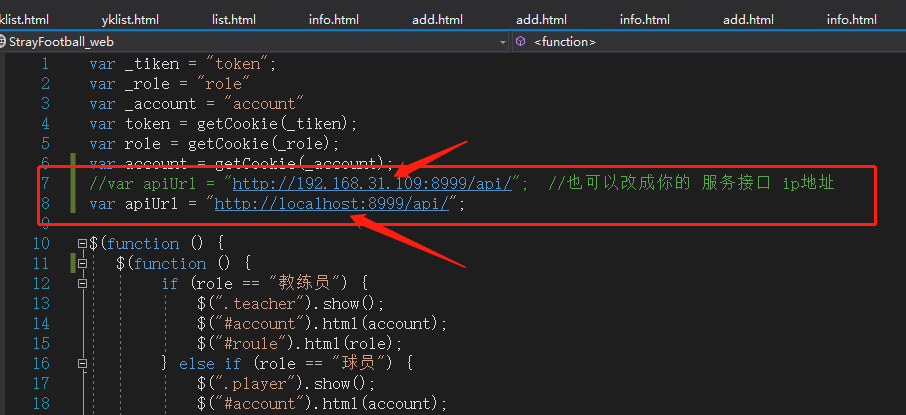 klist.html yklist.html list.html info.html add.html add.html info.html add.html info.html
StrayFootball_web <function>
1 var _tiken = "token";
2 var _role = "role"
3 var _account = "account"
4 var token = getCookie(_tiken);
5 var role = getCookie(_role);
6 var account = getCookie(_account);
7 //var apiUrl = "http://192.168.31.109:8999/api/"; //也可以改成你的 服务接口 ip地址
8 var apiUrl = "http://localhost:8999/api/";
9
10 $(function () {
11 $(function () {
12 if (role == "教练员") {
13 $(".teacher").show();
14 $("#account").html(account);
15 $("#roule").html(role);
16 } else if (role == "球员") {
17 $(".player").show();
18 $("#account").html(account);